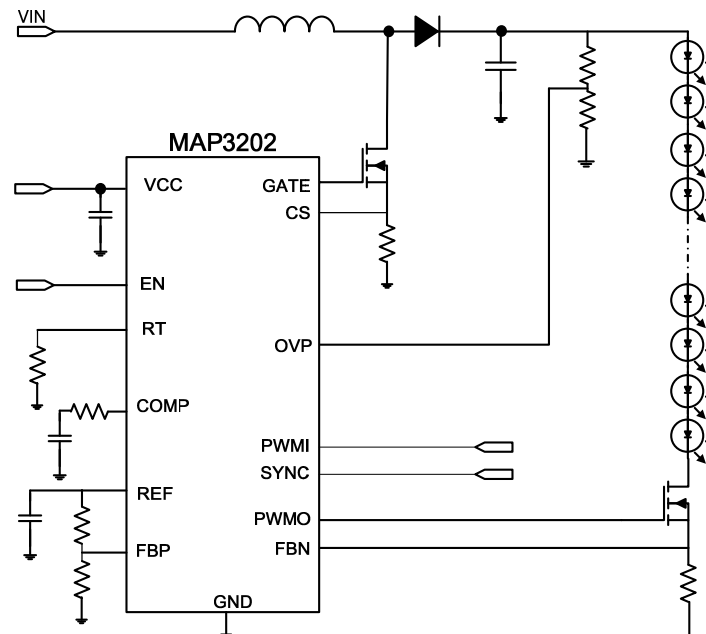 VIN
MAP3202
VCC
GATE
CS
EN
RT
OVP
COMP
PWMI
SYNC
REF
PWMO
FBP
FBN
GND